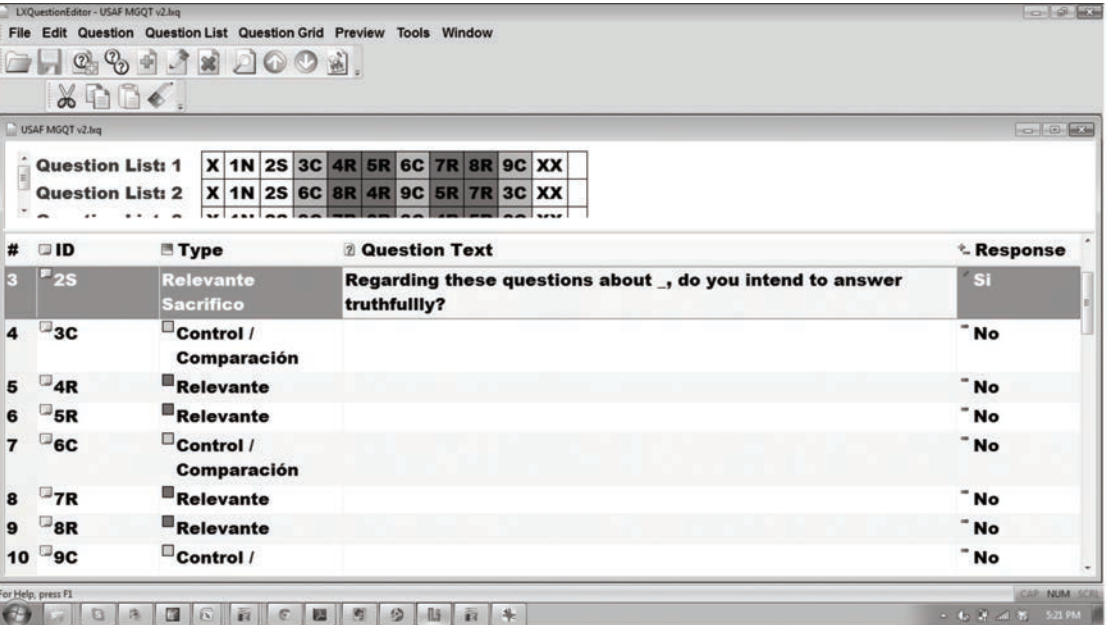 LXQuestionEditor - USAF MGQT v2.lxq
File Edit Question Question List Question Grid Preview Tools Window
USAF MGQT v2.lxq
Question List: 1 X 1N 2S 3C 4R 5R 6C 7R 8R 9C XX
Question List: 2 X 1N 2S 6C 8R 4R 9C 5R 7R 3C XX
# ID Type Question Text Response
3 2S Relevante Sacrifico Regarding these questions about _, do you intend to answer truthfullly? Si
4 3C Control / Comparación No
5 4R Relevante No
6 5R Relevante No
7 6C Control / Comparación No
8 7R Relevante No
9 8R Relevante No
10 9C Control / No
For Help, press F1
CAP NUM SCRL
5:21 PM